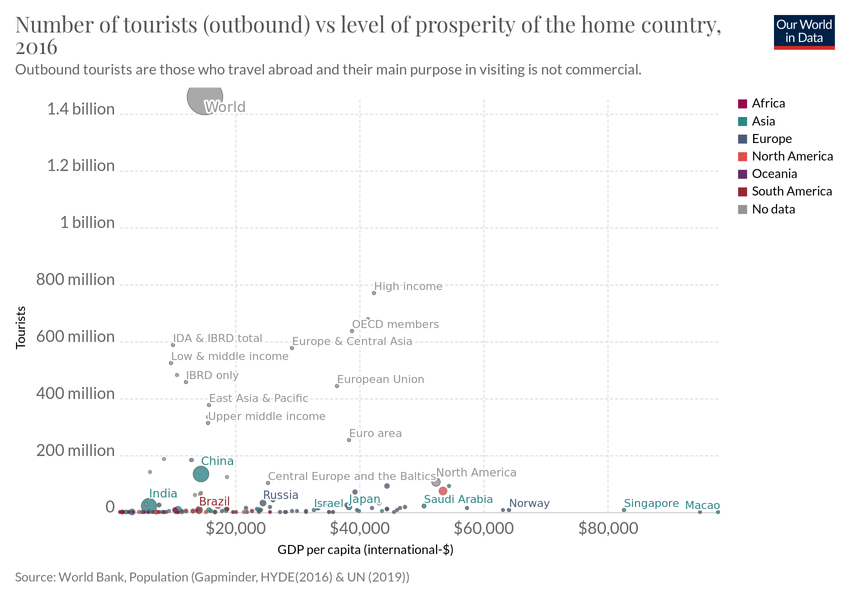 Number of tourists (outbound) vs level of prosperity of the home country,
2016
Our World
in Data
Outbound tourists are those who travel abroad and their main purpose in visiting is not commercial.
1.4 billion
1.2 billion
1 billion
800 million
600 million
400 million
200 million
0
Tourists
World
High income
OECD members
IDA & IBRD total
Europe & Central Asia
Low & middle income
IBRD only
European Union
East Asia & Pacific
Upper middle income
Euro area
China
Central Europe and the Baltics
North America
India
Brazil
Russia
Israel
Japan
Saudi Arabia
Norway
Singapore
Macao
$20,000
$40,000
$60,000
$80,000
GDP per capita (international-$)
Africa
Asia
Europe
North America
Oceania
South America
No data
Source: World Bank, Population (Gapminder, HYDE(2016) & UN (2019))